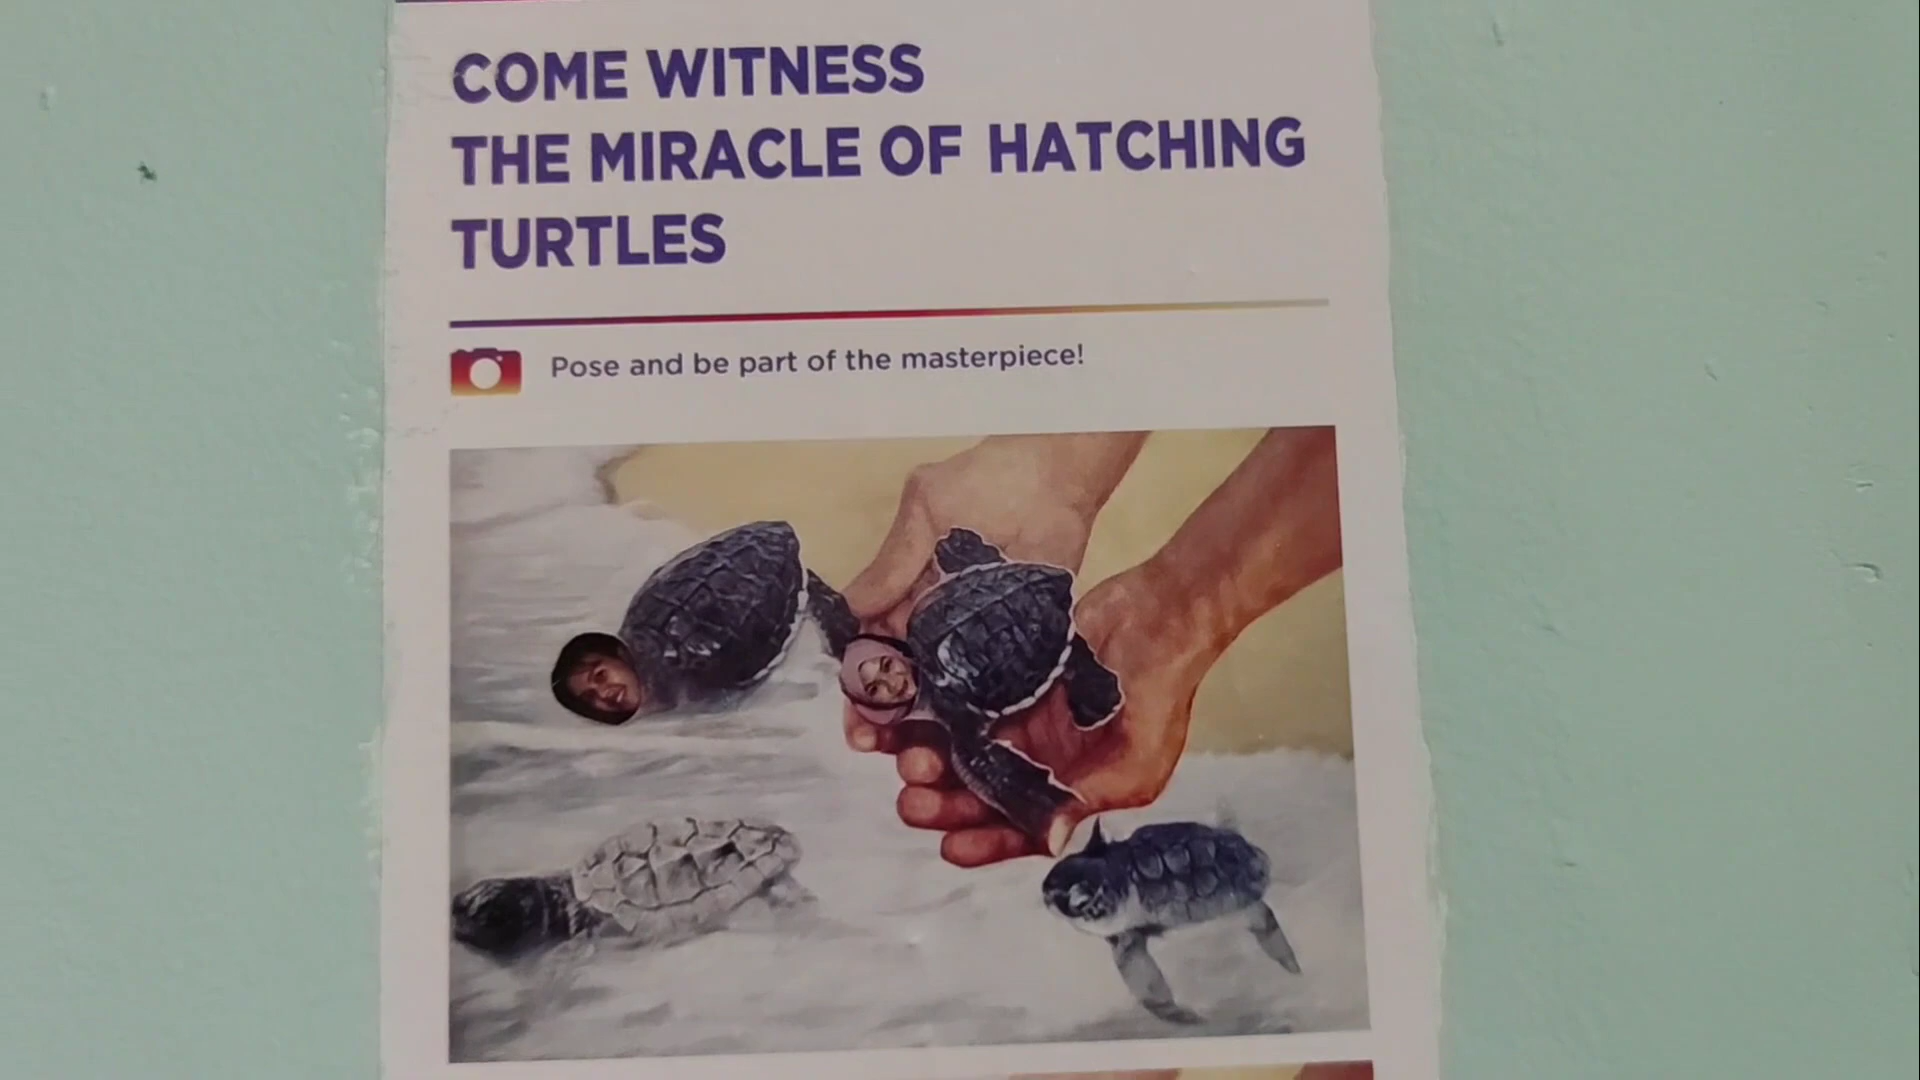 COME WITNESS
THE MIRACLE OF HATCHING
TURTLES
Pose and be part of the masterpiece!